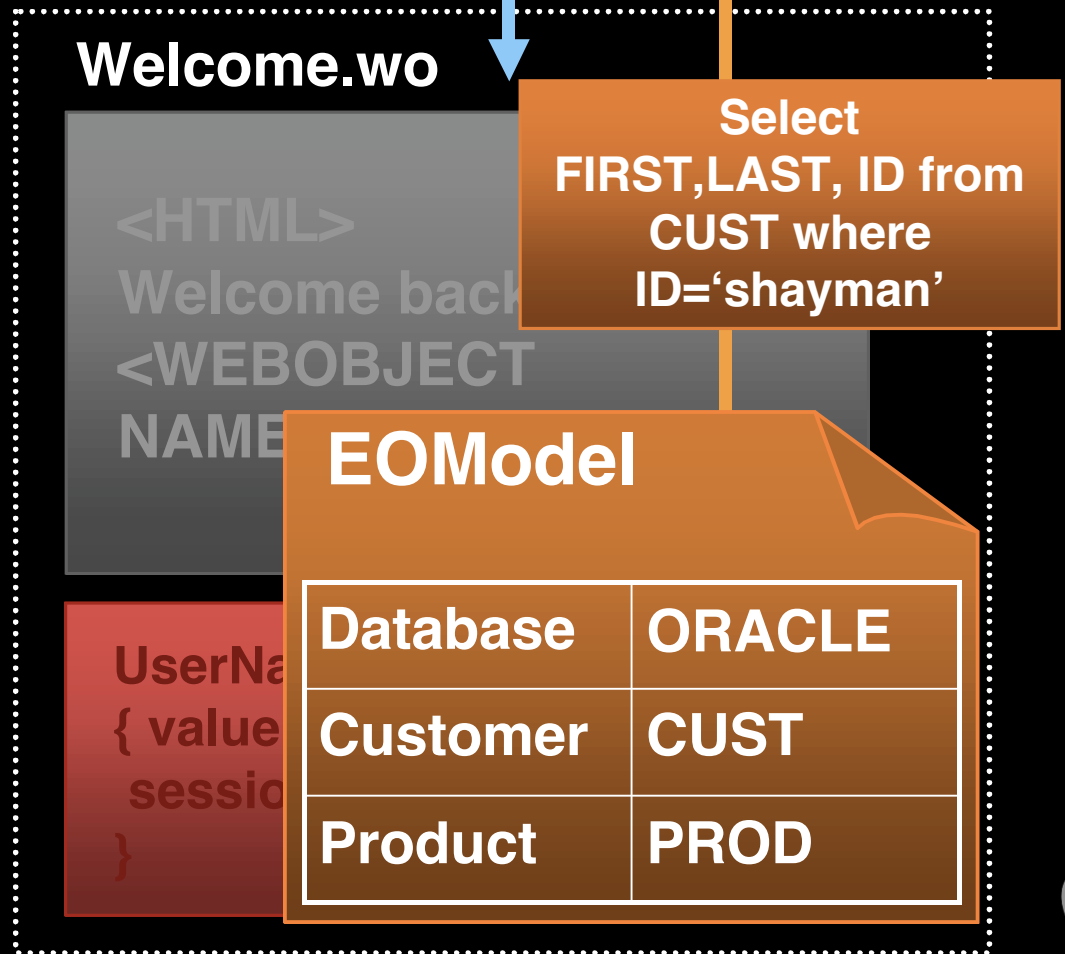 Welcome.wo
Select
FIRST,LAST, ID from
CUST where
ID=‘shayman’
<HTML>
Welcome back
<WEBOBJECT
NAME
EOModel
Database ORACLE
Customer CUST
Product PROD
{ value
}